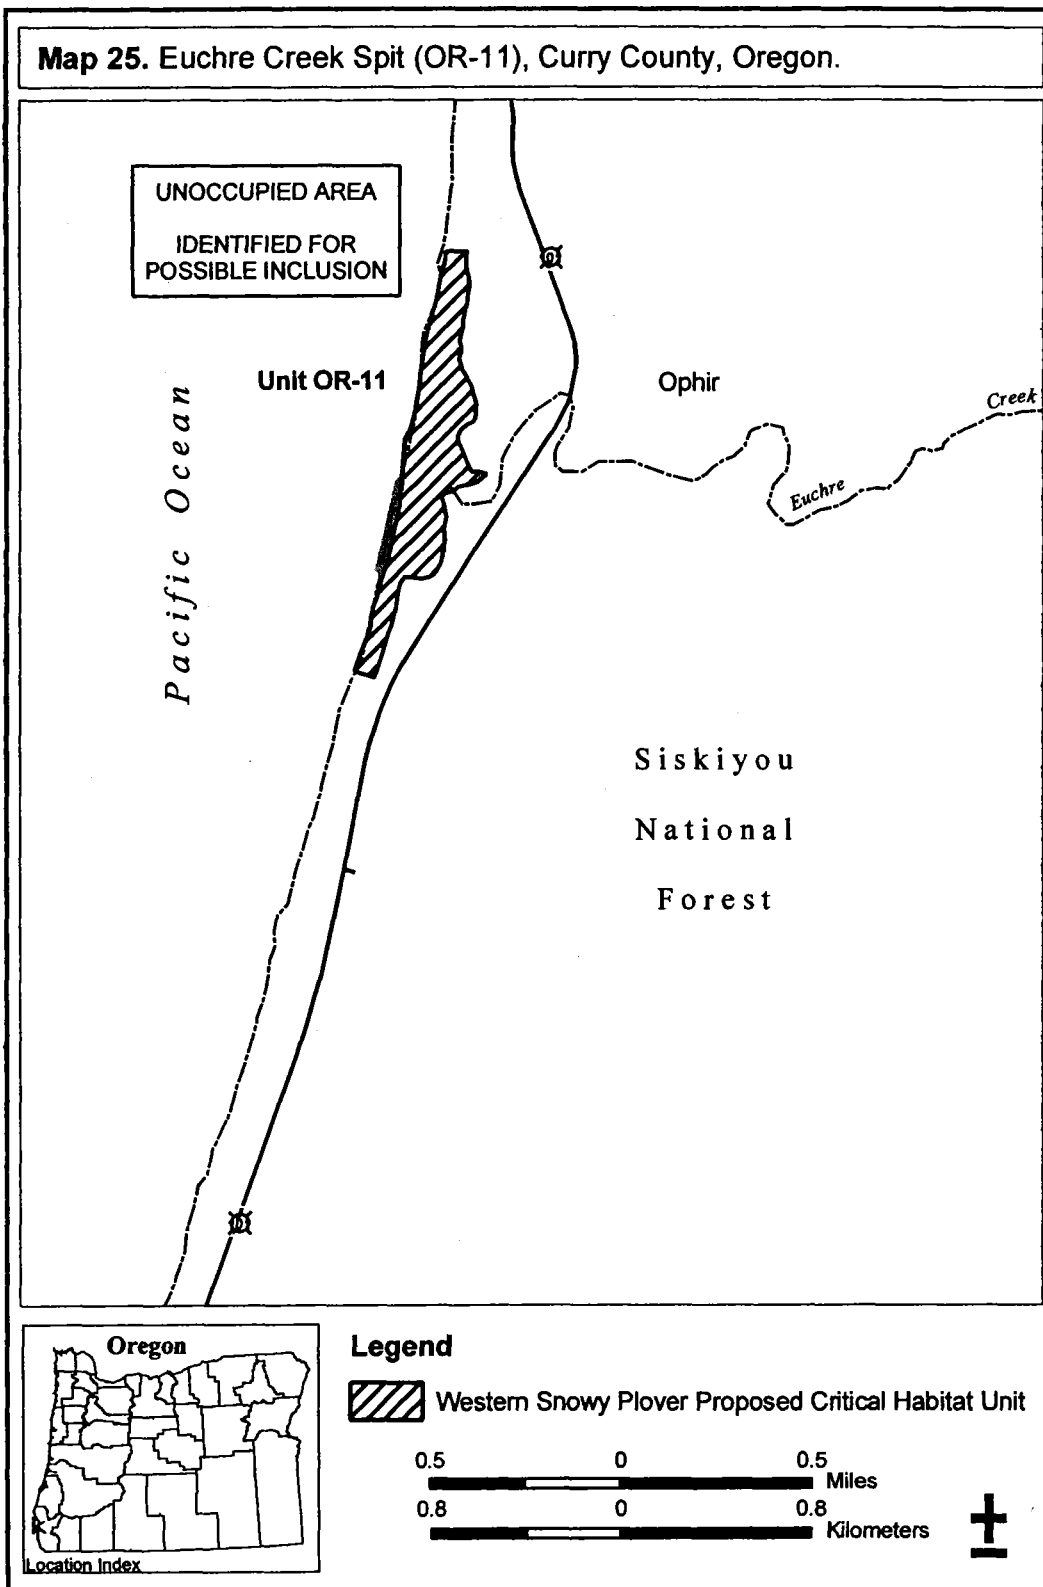 Map 25. Euchre Creek Spit (OR-11), Curry County, Oregon.
UNOCCUPIED AREA
IDENTIFIED FOR
POSSIBLE INCLUSION
Unit OR-11
Ophir
Creek
Euchre
Pacific Ocean
Siskiyou
National
Forest
Oregon
Location Index
Legend
Western Snowy Plover Proposed Critical Habitat Unit
0.5 0 0.5
Miles
0.8 0 0.8
Kilometers